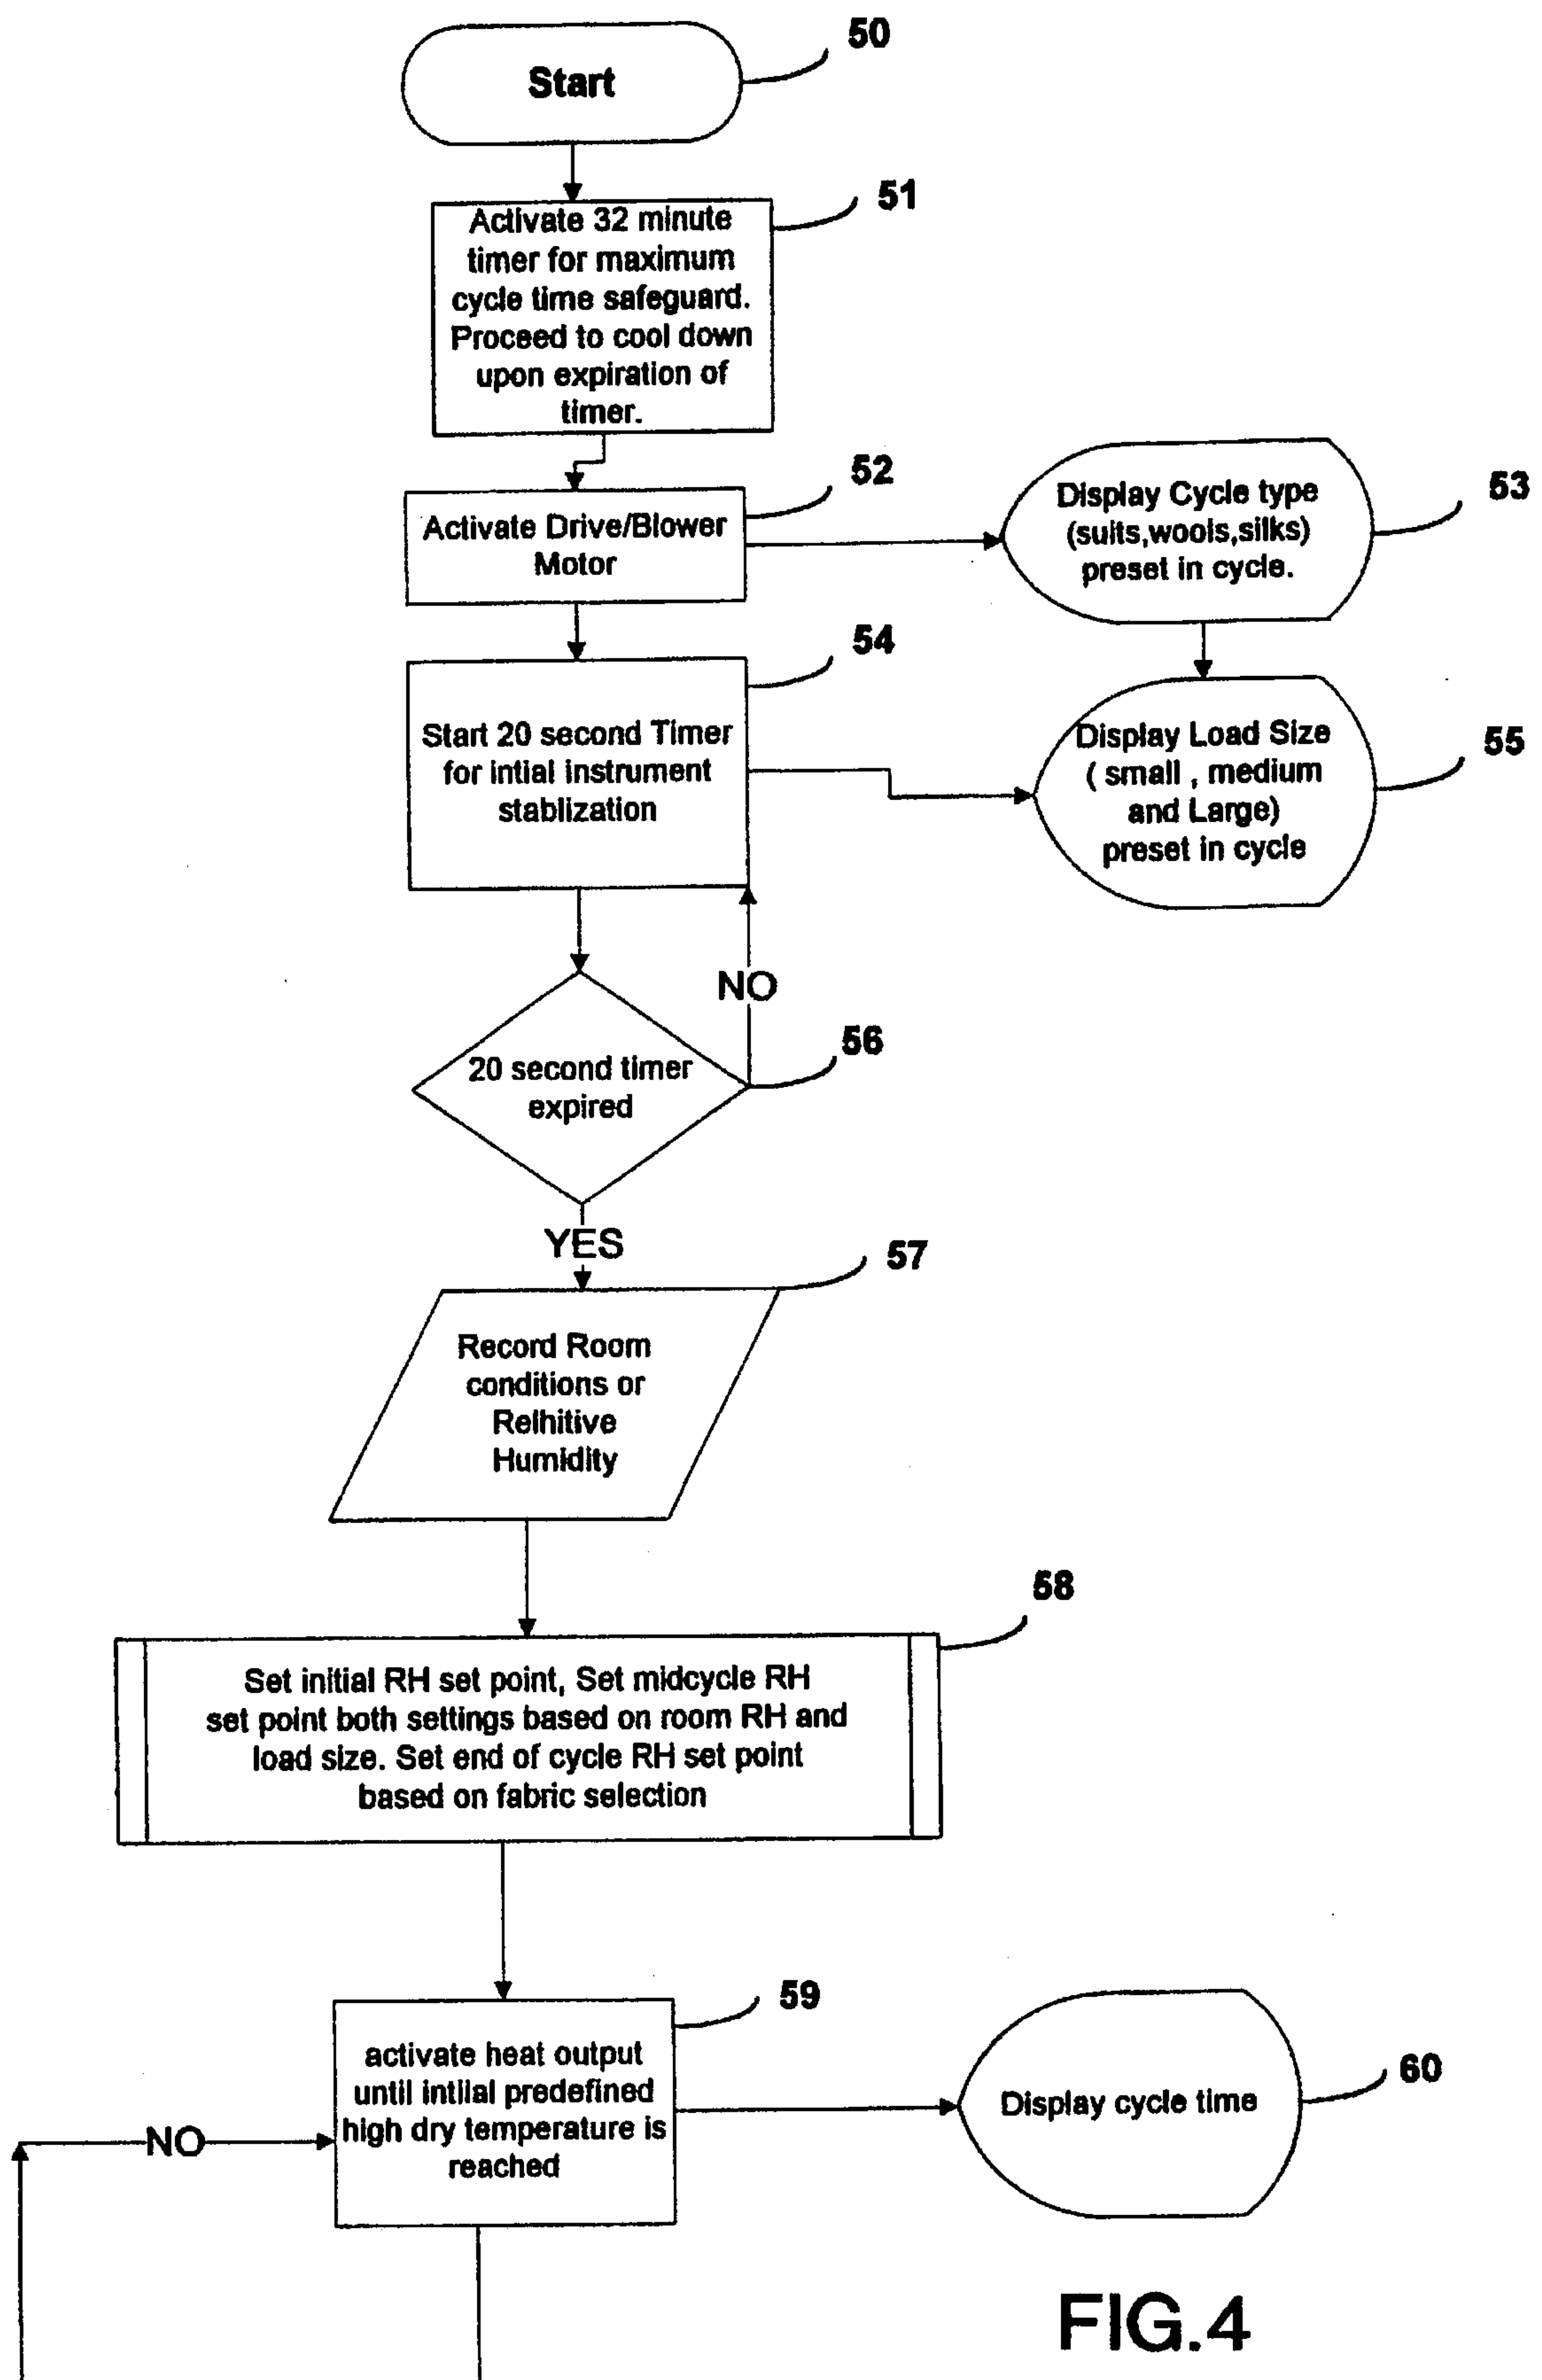 50
Start
51
Activate 32 minute
timer for maximum
cycle time safeguard.
Proceed to cool down
upon expiration of
timer.
52
Activate Drive/Blower
Motor
53
Display Cycle type
(suits,wools,silks)
preset in cycle.
54
Start 20 second Timer
for intial instrument
stablization
55
Display Load Size
( small , medium
and Large)
preset in cycle
NO
56
20 second timer
expired
YES
57
Record Room
conditions or
Relhitive
Humidity
58
Set initial RH set point, Set midcycle RH
set point both settings based on room RH and
load size. Set end of cycle RH set point
based on fabric selection
59
activate heat output
until intiial predefined
high dry temperature is
reached
60
Display cycle time
NO
FIG.4